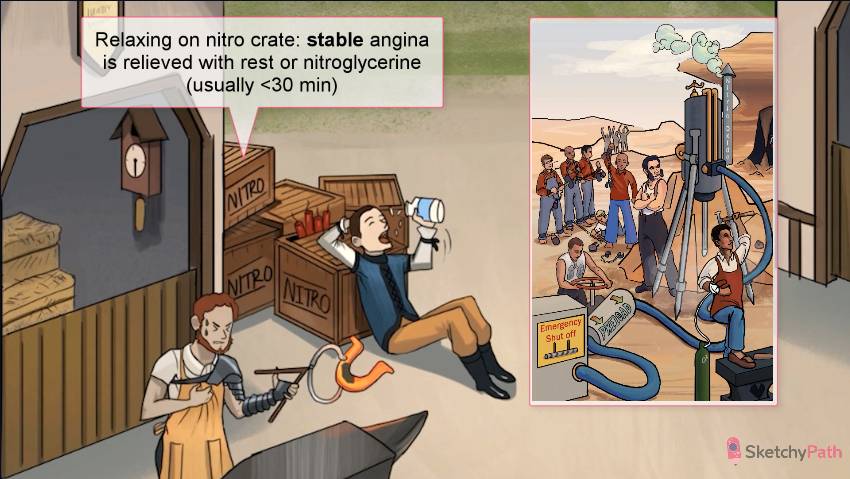 Relaxing on nitro crate: stable angina
is relieved with rest or nitroglycerine
(usually <30 min)
NITRO
NITRO
NITRO
Emergency
Shut off
SketchyPath